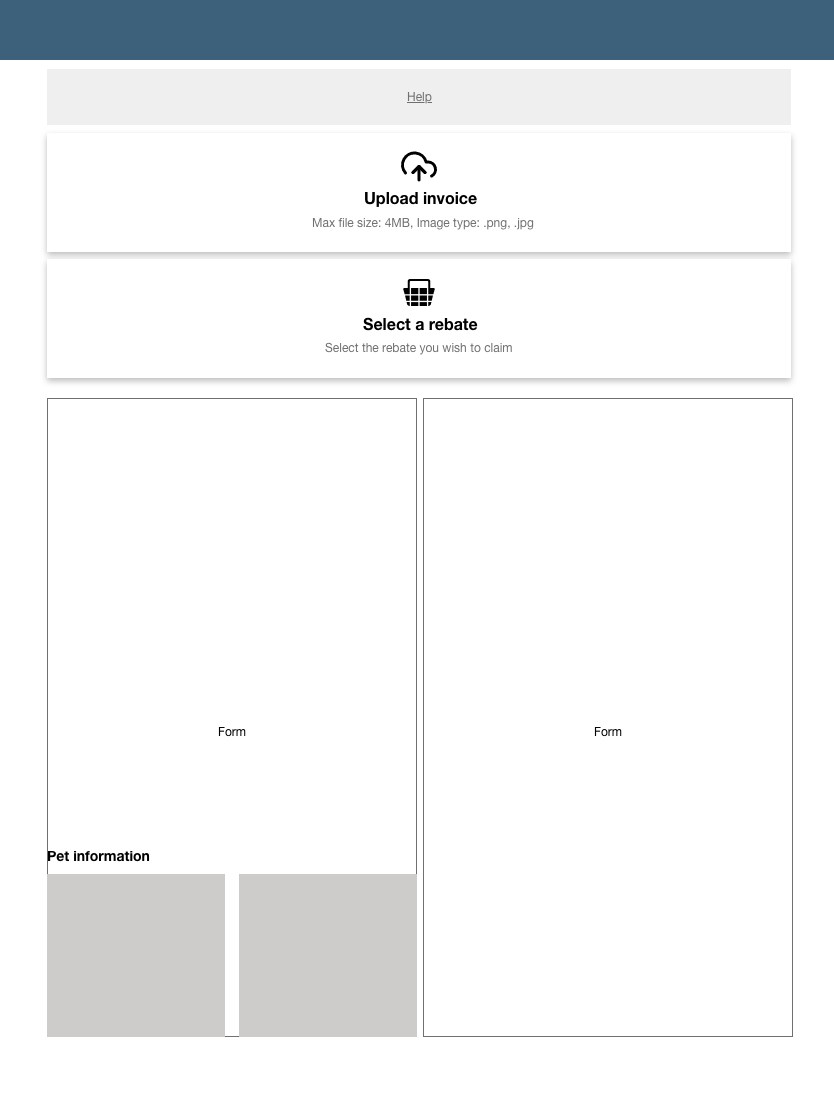 Help
Upload invoice
Max file size: 4MB, Image type: .png, .jpg
Select a rebate
Select the rebate you wish to claim
Form
Form
Pet information